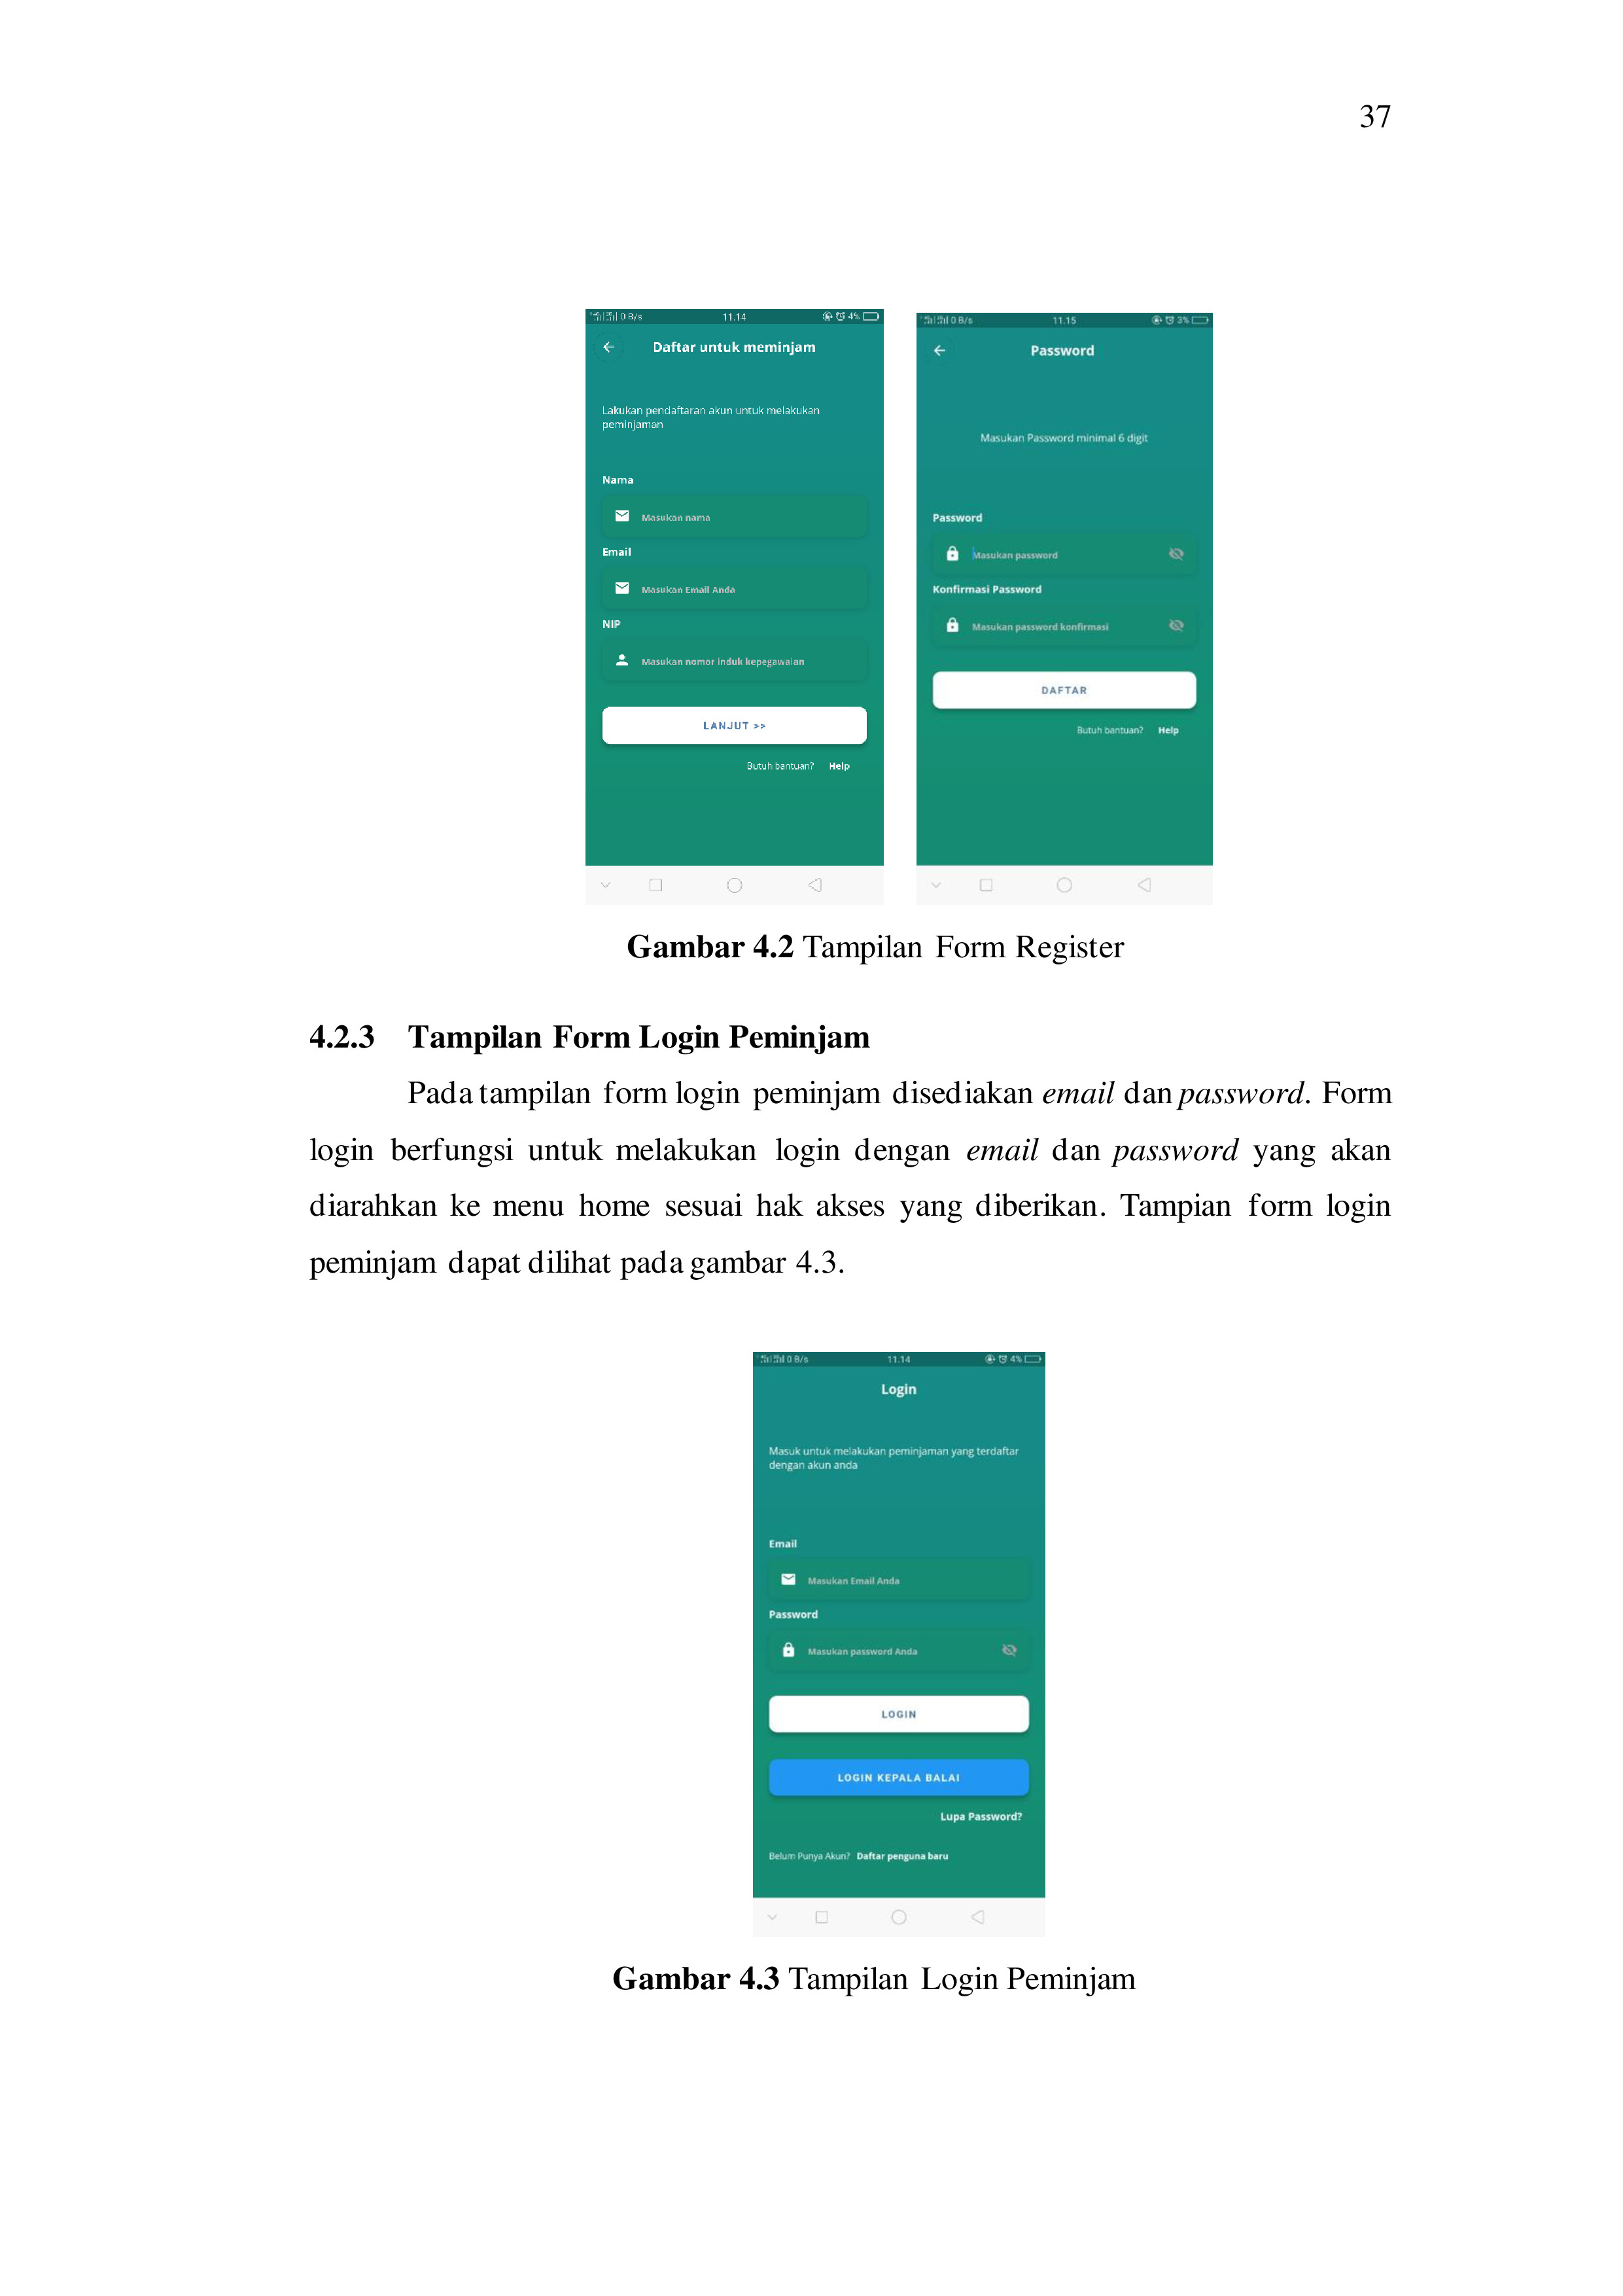 37
0 B/s 11.14 4%
Daftar untuk meminjam
Lakukan pendaftaran akun untuk melakukan
peminjaman
Nama
Masukan nama
Email
Masukan Email Anda
NIP
Masukan nomor induk kepegawaian
LANJUT >>
Butuh bantuan? Help
0 B/s 11.15 3%
Password
Masukan Password minimal 6 digit
Password
Masukan password
Konfirmasi Password
Masukan password konfirmasi
DAFTAR
Butuh bantuan? Help
Gambar 4.2 Tampilan Form Register
4.2.3 Tampilan Form Login Peminjam
Pada tampilan form login peminjam disediakan email dan password. Form
login berfungsi untuk melakukan login dengan email dan password yang akan
diarahkan ke menu home sesuai hak akses yang diberikan. Tampian form login
peminjam dapat dilihat pada gambar 4.3.
0 B/s 11.14 4%
Login
Masuk untuk melakukan peminjaman yang terdaftar
dengan akun anda
Email
Masukan Email Anda
Password
Masukan password Anda
LOGIN
LOGIN KEPALA BALAI
Lupa Password?
Belum Punya Akun? Daftar penguna baru
Gambar 4.3 Tampilan Login Peminjam